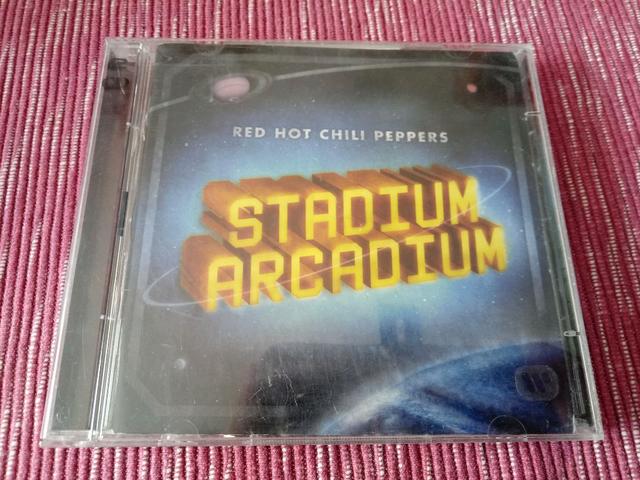 RED HOT CHILI PEPPERS
STADIUM
ARCADIUM